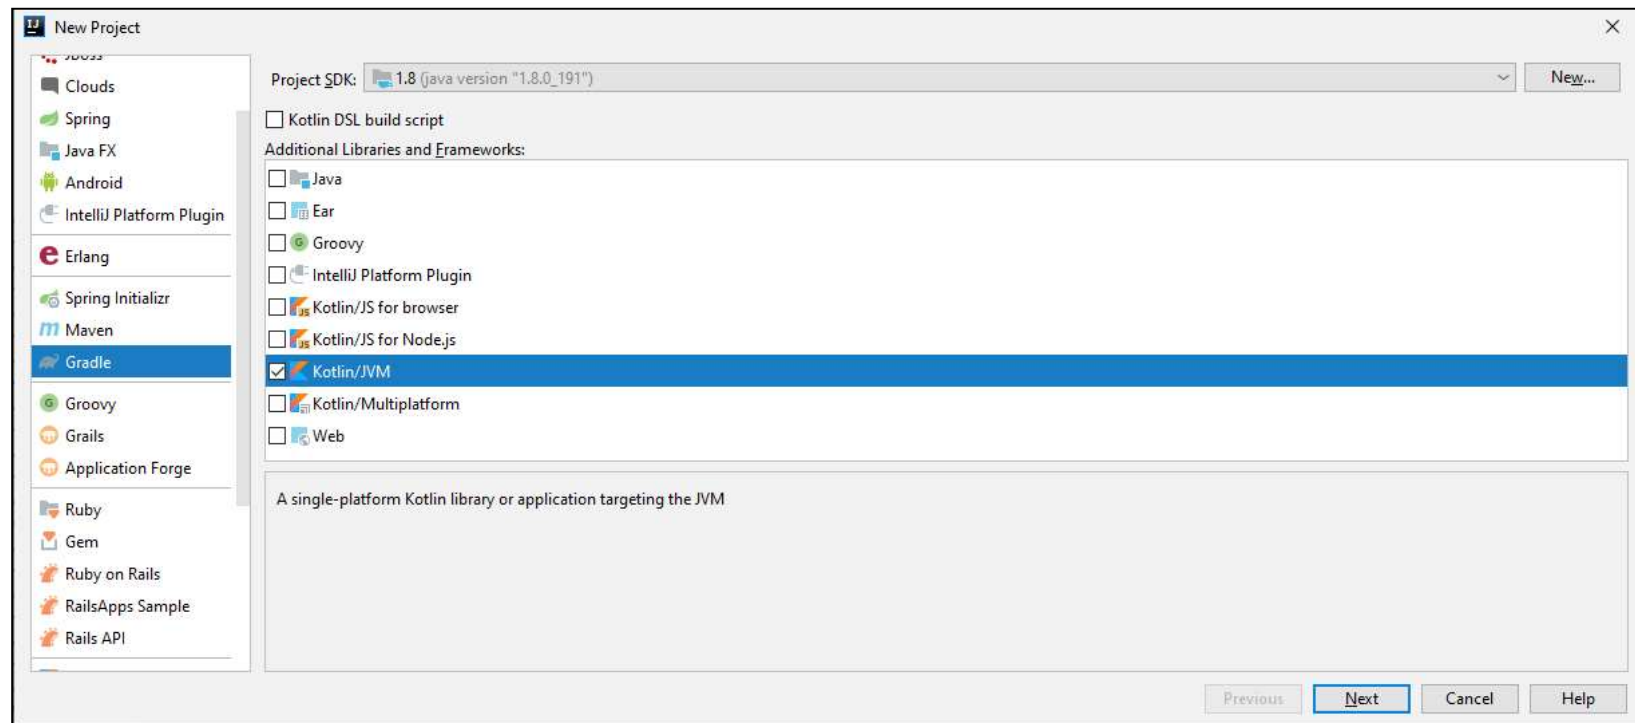 New Project
JBoss
Clouds
Spring
Java FX
Android
IntelliJ Platform Plugin
Erlang
Spring Initializr
Maven
Gradle
Groovy
Grails
Application Forge
Ruby
Gem
Ruby on Rails
RailsApps Sample
Rails API
Project SDK: 1.8 (java version "1.8.0_191") New...
Kotlin DSL build script
Additional Libraries and Frameworks:
Java
Ear
Groovy
IntelliJ Platform Plugin
Kotlin/JS for browser
Kotlin/JS for Node.js
Kotlin/JVM
Kotlin/Multiplatform
Web
A single-platform Kotlin library or application targeting the JVM
Previous Next Cancel Help